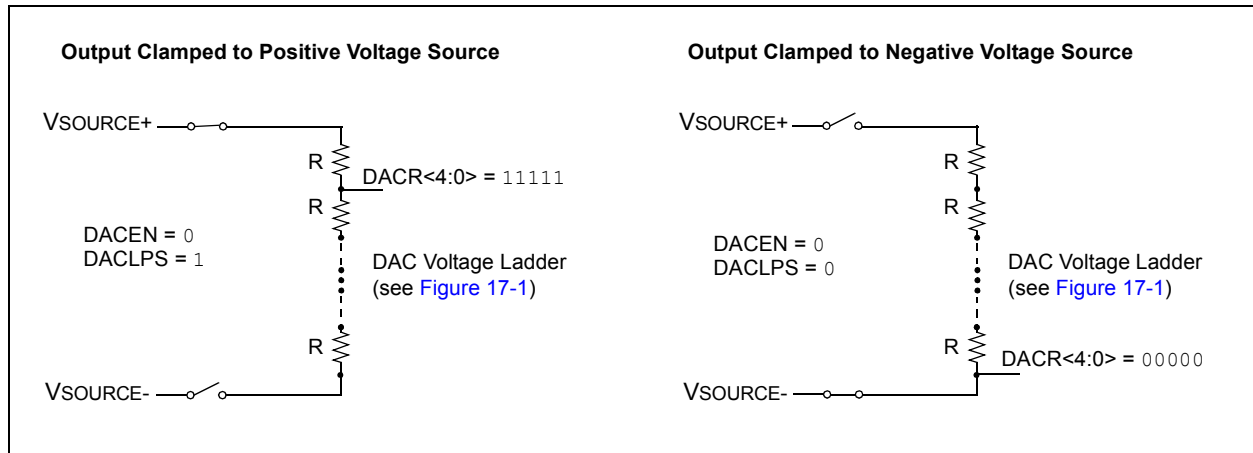 Output Clamped to Positive Voltage Source
VSOURCE+
R
DACR<4:0> = 11111
R
DACEN = 0
DACLPS = 1
DAC Voltage Ladder
(see Figure 17-1)
R
VSOURCE-
Output Clamped to Negative Voltage Source
VSOURCE+
R
R
DACEN = 0
DACLPS = 0
DAC Voltage Ladder
(see Figure 17-1)
R
DACR<4:0> = 00000
VSOURCE-